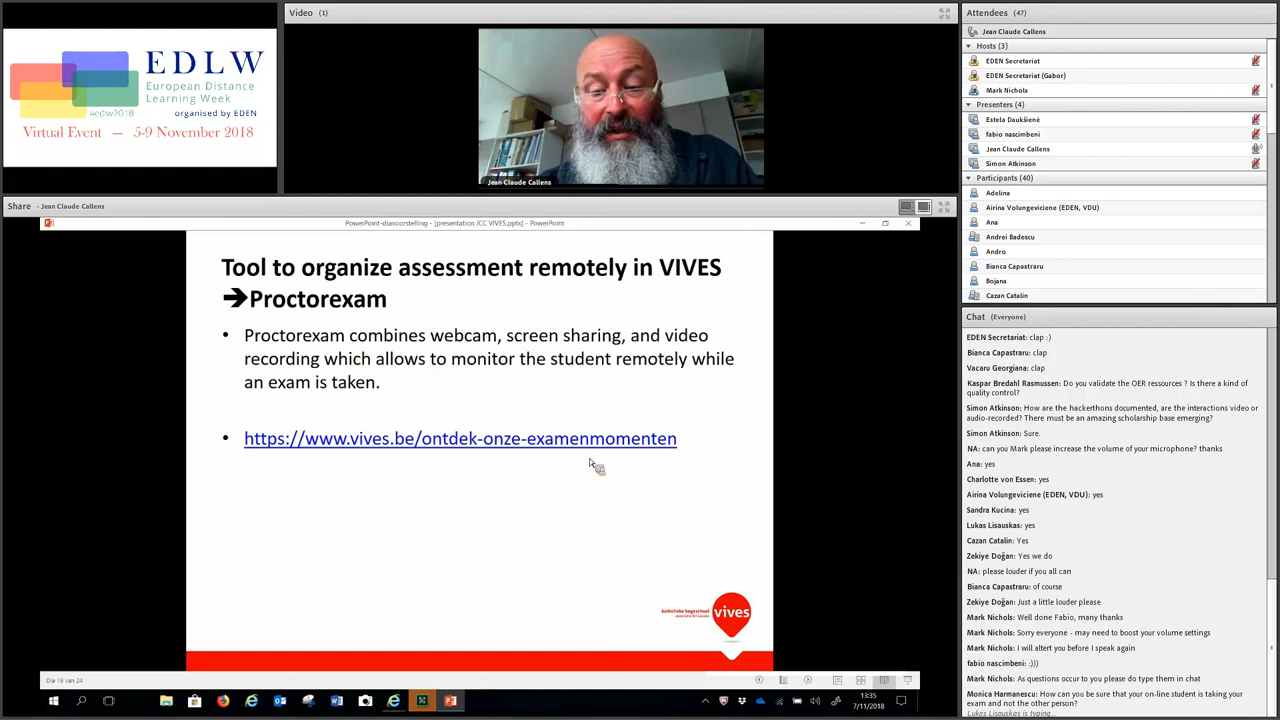 EDLW
European Distance
Learning Week
#edlw2018
organised by EDEN
Virtual Event — 5-9 November 2018
Video (1)
Jean Claude Callens
Share - Jean Claude Callens
PowerPoint-diavoorstelling - [presentation ICC VIVES.pptx] - PowerPoint
Tool to organize assessment remotely in VIVES
➔Proctorexam
• Proctorexam combines webcam, screen sharing, and video
recording which allows to monitor the student remotely while
an exam is taken.
• https://www.vives.be/ontdek-onze-examenmomenten
katholieke hogeschool
vives
Dia 19 van 24
13:35
7/11/2018
Attendees (47)
Jean Claude Callens
Hosts (3)
EDEN Secretariat
EDEN Secretariat (Gabor)
Mark Nichols
Presenters (4)
Estela Daukšienė
fabio nascimbeni
Jean Claude Callens
Simon Atkinson
Participants (40)
Adelina
Airina Volungeviciene (EDEN, VDU)
Ana
Andrei Badescu
Andro
Bianca Capastraru
Bojana
Cazan Catalin
Chat (Everyone)
EDEN Secretariat: clap :)
Bianca Capastraru: clap
Vacaru Georgiana: clap
Kaspar Bredahl Rasmussen: Do you validate the OER ressources ? Is there a kind of
quality control?
Simon Atkinson: How are the hackerthons documented, are the interactions video or
audio-recorded? There must be an amazing scholarship base emerging?
Simon Atkinson: Sure.
NA: can you Mark please increase the volume of your microphone? thanks
Ana: yes
Charlotte von Essen: yes
Airina Volungeviciene (EDEN, VDU): yes
Sandra Kucina: yes
Lukas Lisauskas: yes
Cazan Catalin: Yes
Zekiye Doğan: Yes we do
NA: please louder if you all can
Bianca Capastraru: of course
Zekiye Doğan: Just a little louder please
Mark Nichols: Well done Fabio, many thanks
Mark Nichols: Sorry everyone - may need to boost your volume settings
Mark Nichols: I will altert you before I speak again
fabio nascimbeni: :)))
Mark Nichols: As questions occur to you please do type them in chat
Monica Harmanescu: How can you be sure that your on-line student is taking your
exam and not the other person?
Lukas Lisauskas is typing...